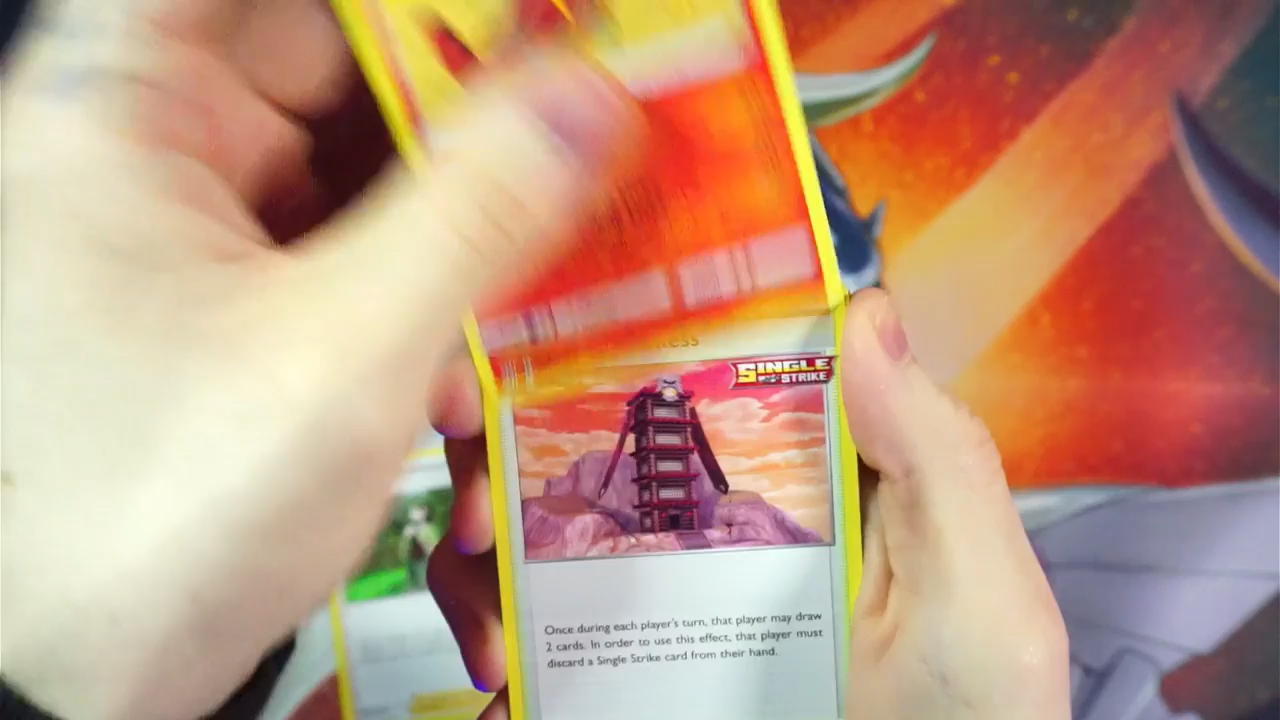 SINGLE
STRIKE
Once during each player's turn, that player may draw
2 cards. In order to use this effect, that player must
discard a Single Strike card from their hand.